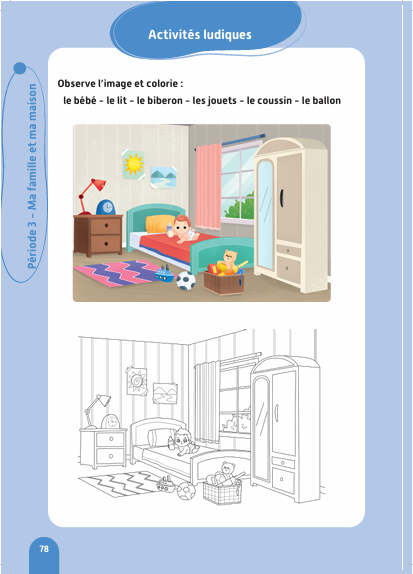 Activités ludiques
Observe l'image et colorie :
le bébé – le lit – le biberon – les jouets – le coussin – le ballon
Période 3 – Ma famille et ma maison
78